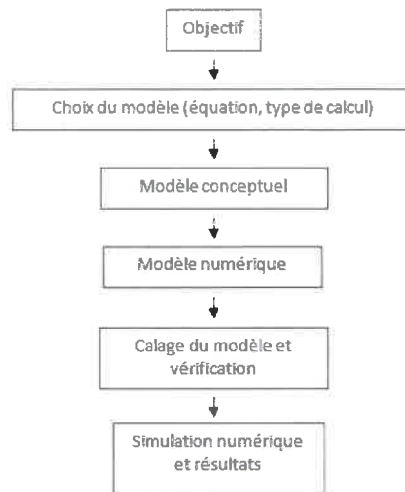 Objectif
Choix du modèle (équation, type de calcul)
Modèle conceptuel
Modèle numérique
Calage du modèle et
vérification
Simulation numérique
et résultats